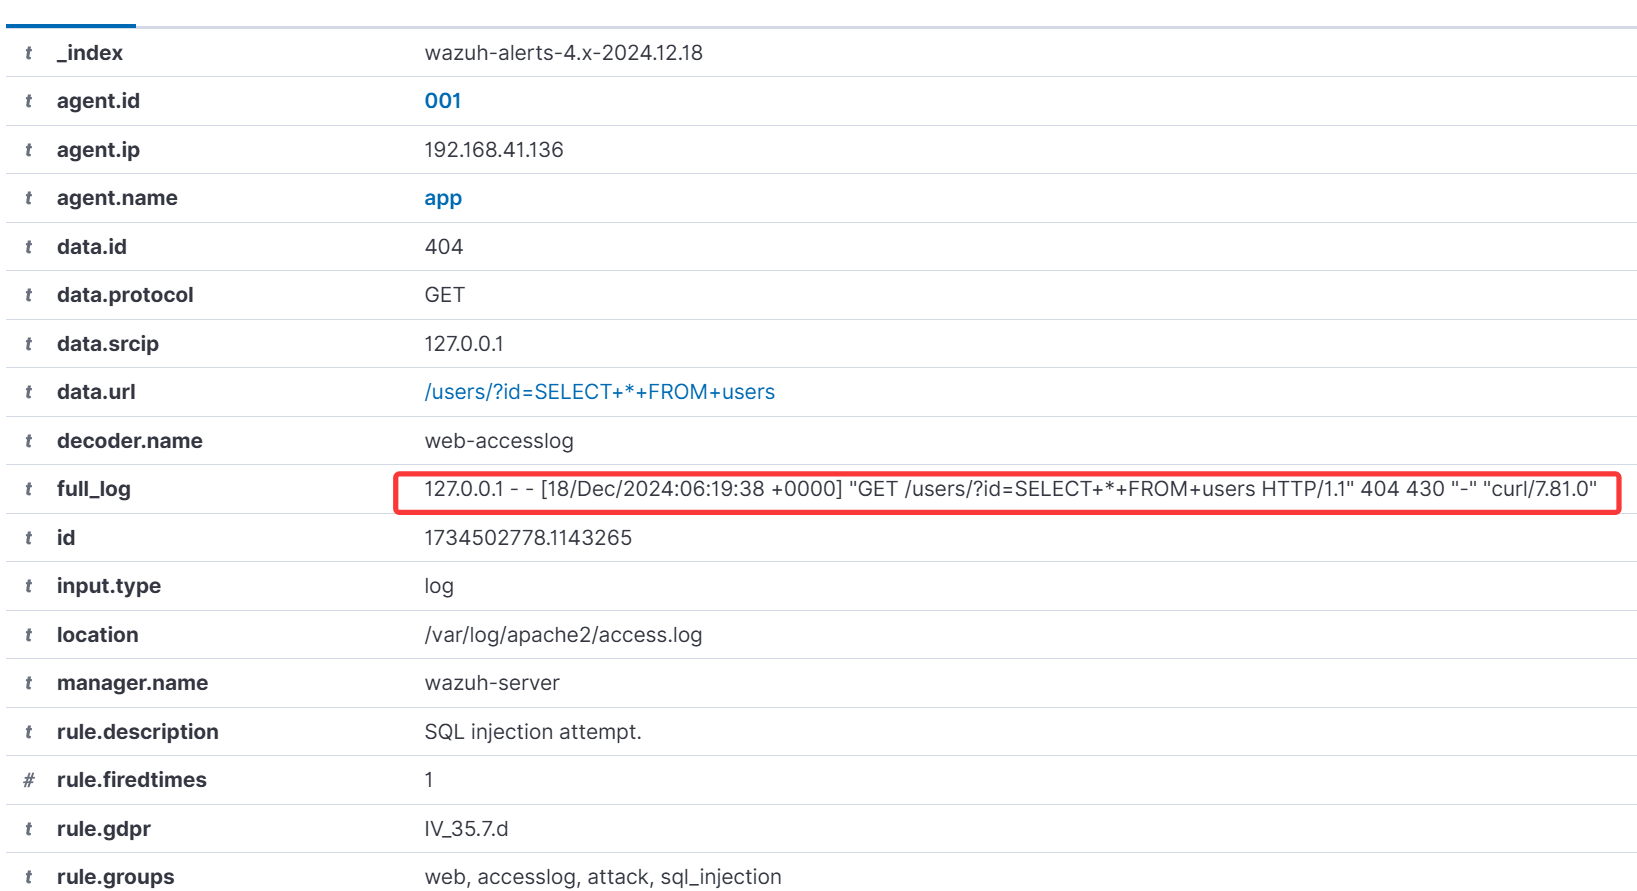 t _index wazuh-alerts-4.x-2024.12.18
t agent.id 001
t agent.ip 192.168.41.136
t agent.name app
t data.id 404
t data.protocol GET
t data.srcip 127.0.0.1
t data.url /users/?id=SELECT+*+FROM+users
t decoder.name web-accesslog
t full_log 127.0.0.1 - - [18/Dec/2024:06:19:38 +0000] "GET /users/?id=SELECT+*+FROM+users HTTP/1.1" 404 430 "-" "curl/7.81.0"
t id 1734502778.1143265
t input.type log
t location /var/log/apache2/access.log
t manager.name wazuh-server
t rule.description SQL injection attempt.
# rule.firedtimes 1
t rule.gdpr IV_35.7.d
t rule.groups web, accesslog, attack, sql_injection